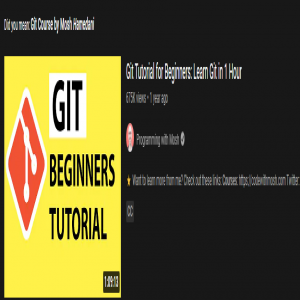 Did you mean: Git Course by Mosh Hamedani
Git Tutorial for Beginners: Learn Git in 1 Hour
675K views • 1 year ago
Programming with Mosh
Want to learn more from me? Check out these links: Courses: https://codewithmosh.com Twitter:
CC
GIT
BEGINNERS
TUTORIAL
1:09:13